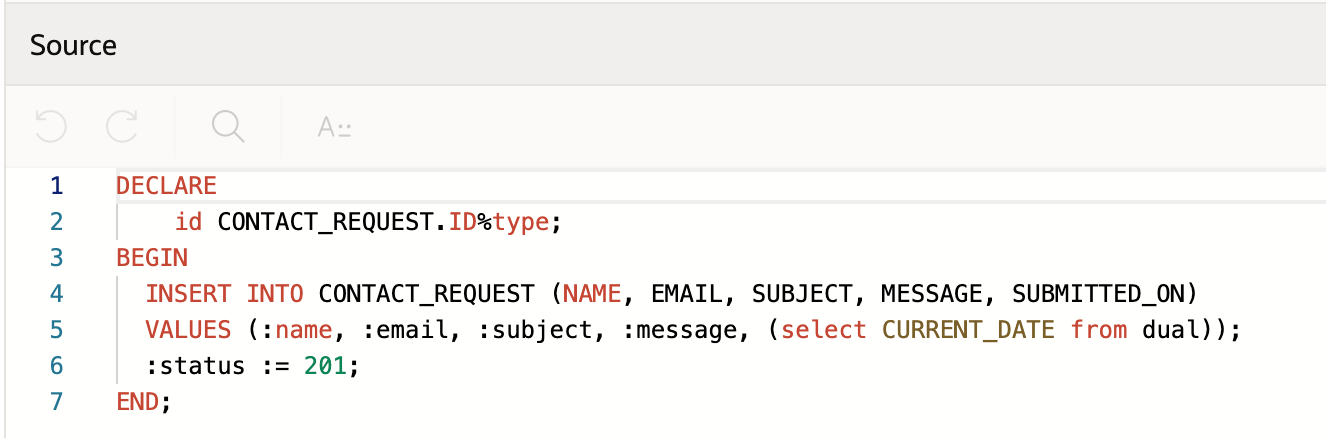 Source
A
1 DECLARE
2 id CONTACT_REQUEST.ID%type;
3 BEGIN
4 INSERT INTO CONTACT_REQUEST (NAME, EMAIL, SUBJECT, MESSAGE, SUBMITTED_ON)
5 VALUES (:name, :email, :subject, :message, (select CURRENT_DATE from dual));
6 :status := 201;
7 END;